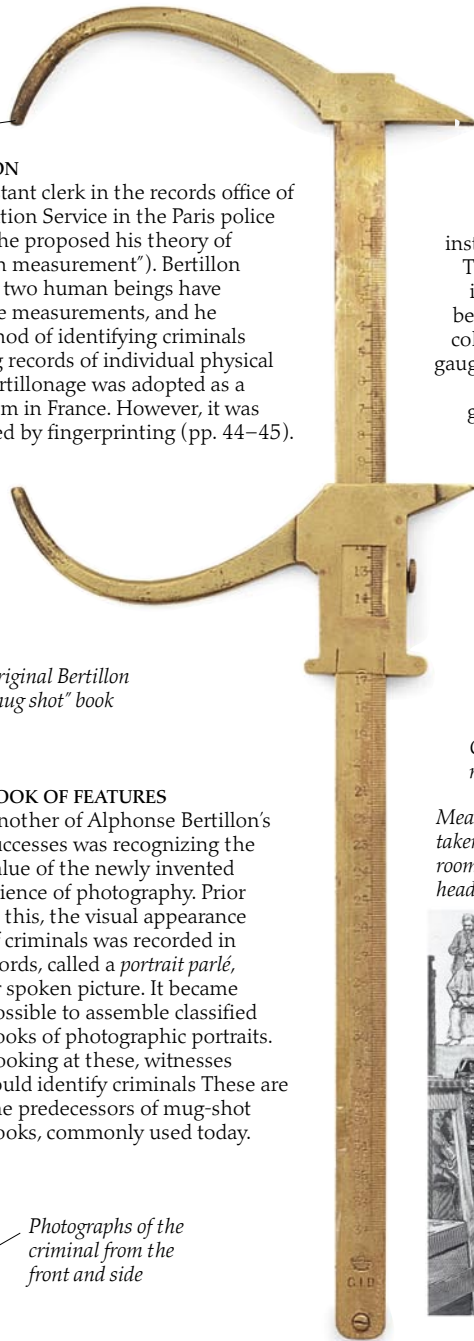 ON
tant clerk in the records office of
tion Service in the Paris police
he proposed his theory of
n measurement”). Bertillon
two human beings have
e measurements, and he
hod of identifying criminals
g records of individual physical
rtillonage was adopted as a
m in France. However, it was
ed by fingerprinting (pp. 44–45).
inst
T
i
be
col
gaug
g
riginal Bertillon
nug shot” book
OOK OF FEATURES
nother of Alphonse Bertillon’s
uccesses was recognizing the
alue of the newly invented
ience of photography. Prior
this, the visual appearance
f criminals was recorded in
ords, called a portrait parlé,
r spoken picture. It became
ossible to assemble classified
ooks of photographic portraits.
ooking at these, witnesses
ould identify criminals These are
he predecessors of mug-shot
ooks, commonly used today.
Photographs of the
criminal from the
front and side
Mea
taken
room
head
13
14
17
C.I.D